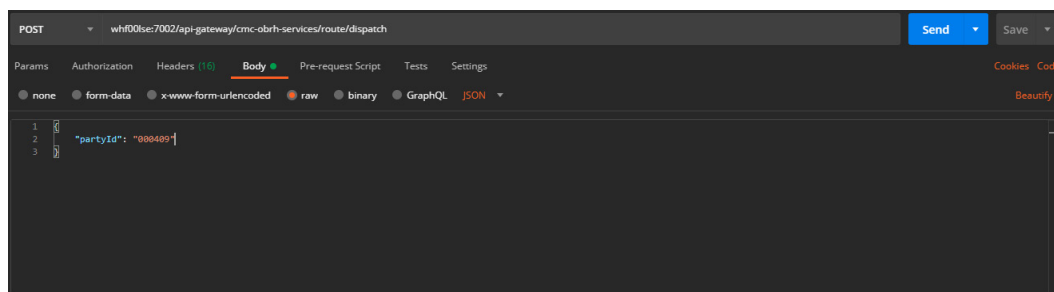 POST whf00lse:7002/api-gateway/cmc-obrh-services/route/dispatch Send Save
Params Authorization Headers (16) Body Pre-request Script Tests Settings Cookies Cod
none form-data x-www-form-urlencoded raw binary GraphQL JSON Beautify
1 {
2 "partyId": "000409"
3 }